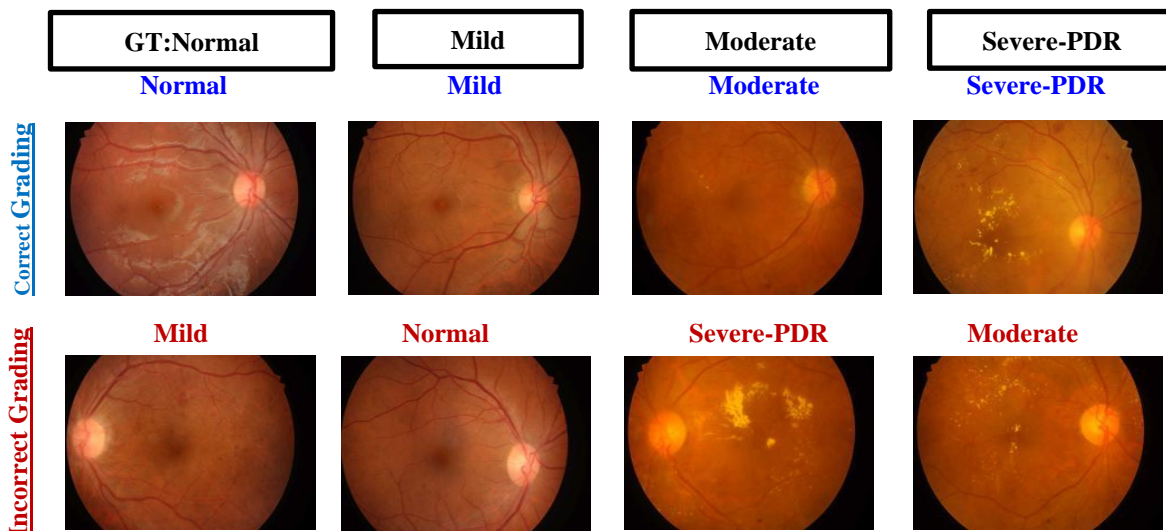 GT:Normal Mild Moderate Severe-PDR
Normal Mild Moderate Severe-PDR
Correct Grading
Mild Normal Severe-PDR Moderate
Incorrect Grading